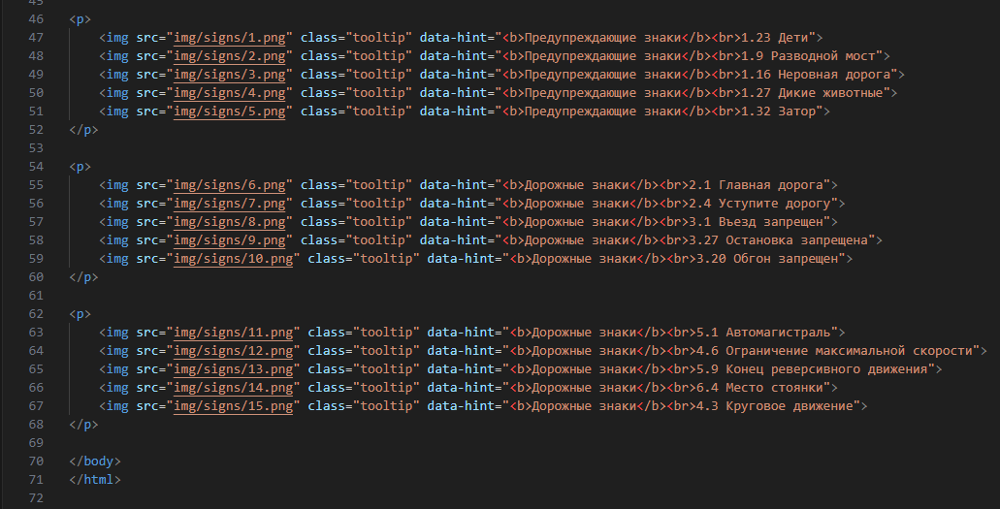 45
46 <p>
47 <img src="img/signs/1.png" class="tooltip" data-hint="<b>Предупреждающие знаки</b><br>1.23 Дети">
48 <img src="img/signs/2.png" class="tooltip" data-hint="<b>Предупреждающие знаки</b><br>1.9 Разводной мост">
49 <img src="img/signs/3.png" class="tooltip" data-hint="<b>Предупреждающие знаки</b><br>1.16 Неровная дорога">
50 <img src="img/signs/4.png" class="tooltip" data-hint="<b>Предупреждающие знаки</b><br>1.27 Дикие животные">
51 <img src="img/signs/5.png" class="tooltip" data-hint="<b>Предупреждающие знаки</b><br>1.32 Затор">
52 </p>
53
54 <p>
55 <img src="img/signs/6.png" class="tooltip" data-hint="<b>Дорожные знаки</b><br>2.1 Главная дорога">
56 <img src="img/signs/7.png" class="tooltip" data-hint="<b>Дорожные знаки</b><br>2.4 Уступите дорогу">
57 <img src="img/signs/8.png" class="tooltip" data-hint="<b>Дорожные знаки</b><br>3.1 Въезд запрещен">
58 <img src="img/signs/9.png" class="tooltip" data-hint="<b>Дорожные знаки</b><br>3.27 Остановка запрещена">
59 <img src="img/signs/10.png" class="tooltip" data-hint="<b>Дорожные знаки</b><br>3.20 Обгон запрещен">
60 </p>
61
62 <p>
63 <img src="img/signs/11.png" class="tooltip" data-hint="<b>Дорожные знаки</b><br>5.1 Автомагистраль">
64 <img src="img/signs/12.png" class="tooltip" data-hint="<b>Дорожные знаки</b><br>4.6 Ограничение максимальной скорости">
65 <img src="img/signs/13.png" class="tooltip" data-hint="<b>Дорожные знаки</b><br>5.9 Конец реверсивного движения">
66 <img src="img/signs/14.png" class="tooltip" data-hint="<b>Дорожные знаки</b><br>6.4 Место стоянки">
67 <img src="img/signs/15.png" class="tooltip" data-hint="<b>Дорожные знаки</b><br>4.3 Круговое движение">
68 </p>
69
70 </body>
71 </html>
72